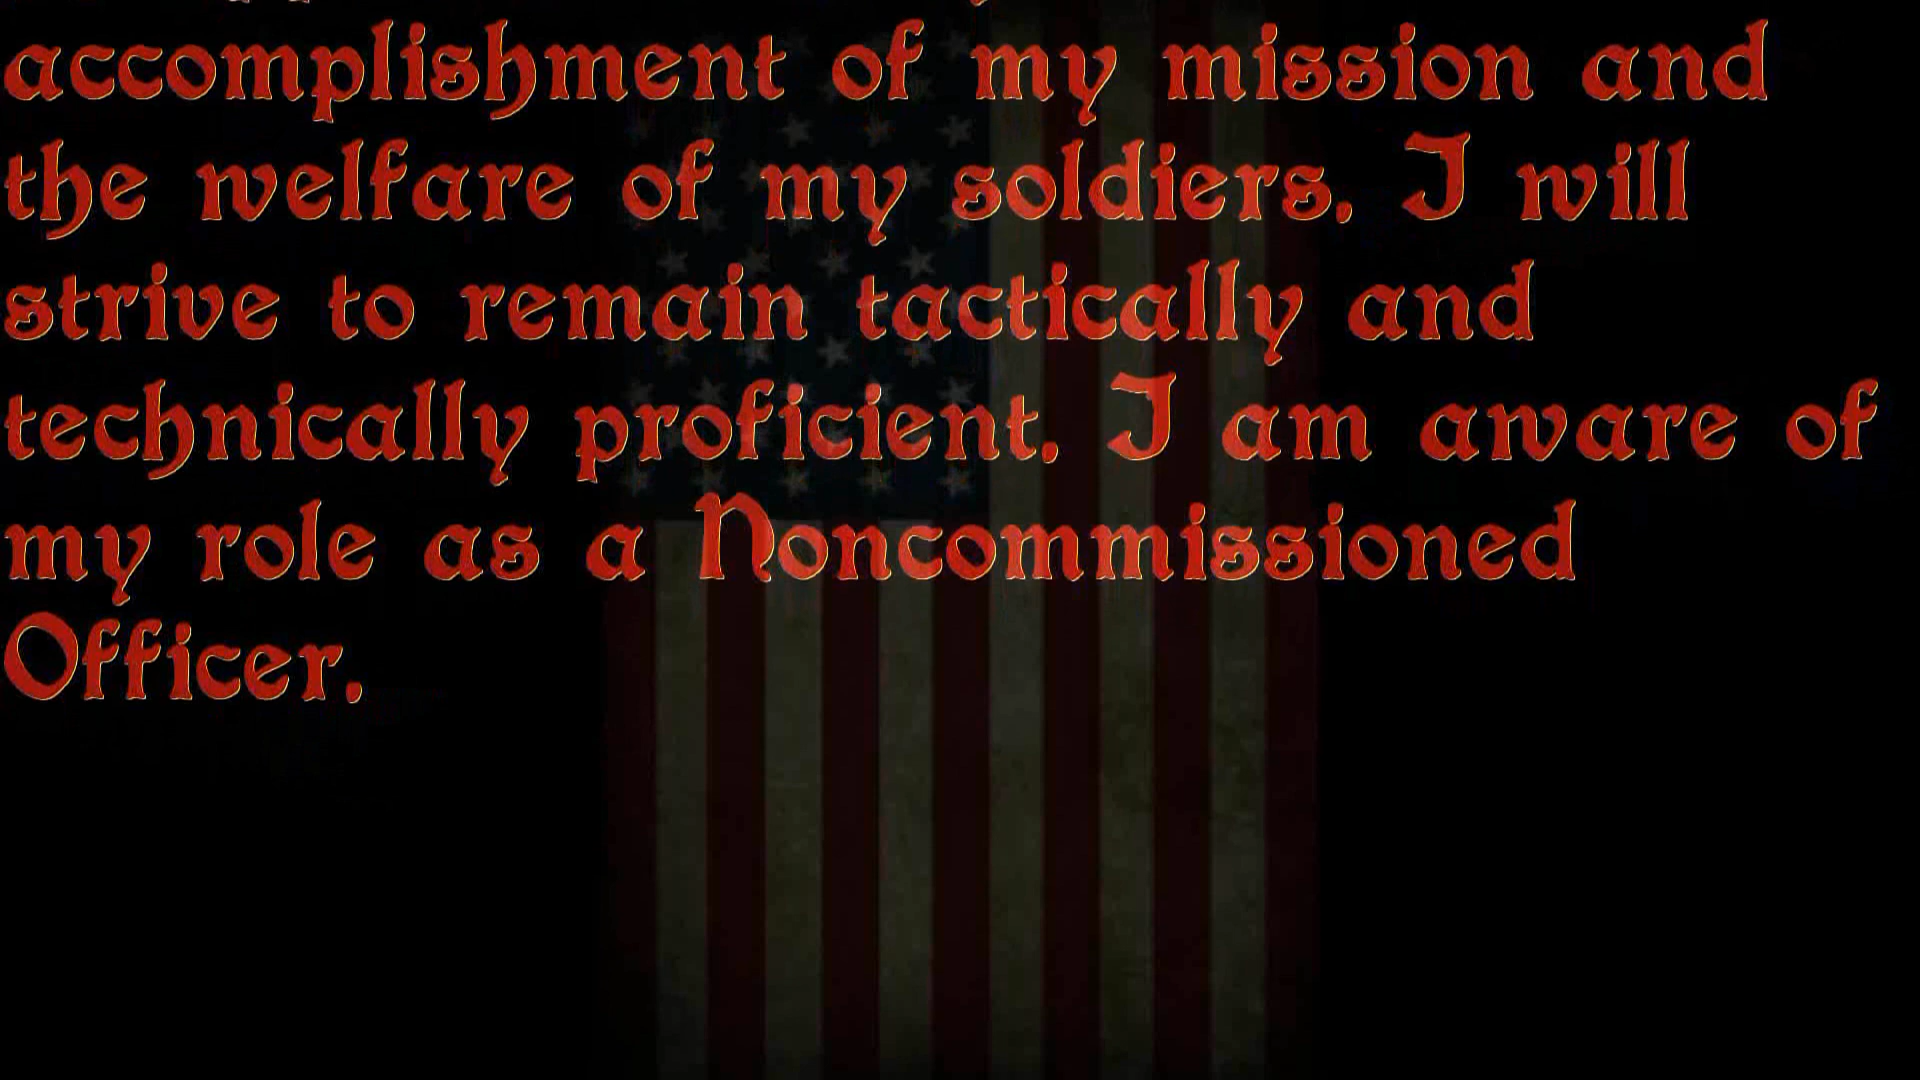 accomplishment of my mission and
the welfare of my soldiers. I will
strive to remain tactically and
technically proficient. I am aware of
my role as a Noncommissioned
Officer.